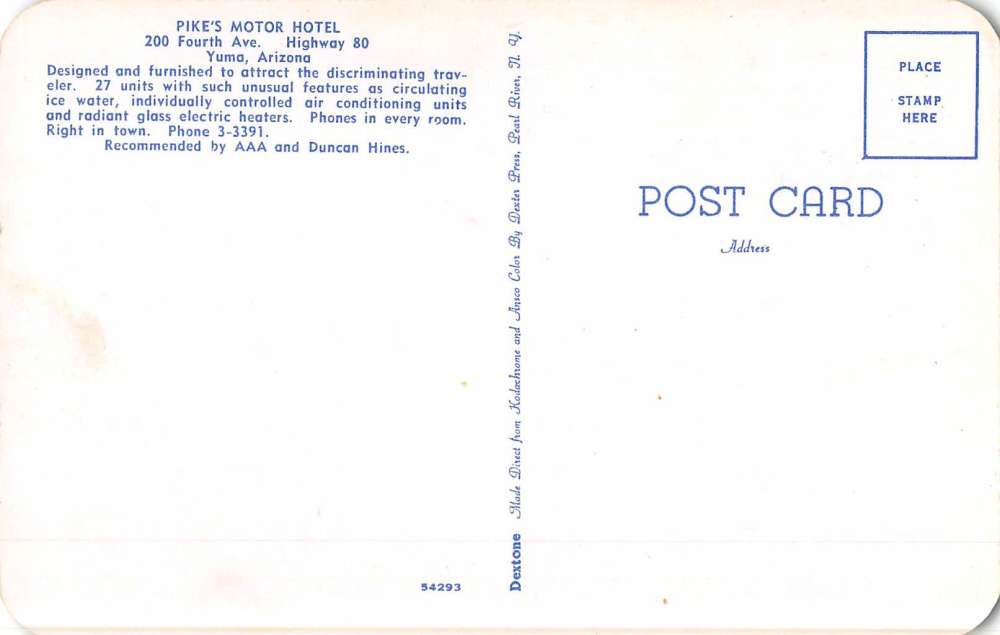 PIKE'S MOTOR HOTEL
200 Fourth Ave. Highway 80
Yuma, Arizona
Designed and furnished to attract the discriminating trav-
eler. 27 units with such unusual features as circulating
ice water, individually controlled air conditioning units
and radiant glass electric heaters. Phones in every room.
Right in town. Phone 3-3391.
Recommended by AAA and Duncan Hines.
54293
Dextone Made Direct from Kodachrome and Ansco Color By Dexter Press, Pearl River, N. Y.
PLACE
STAMP
HERE
POST CARD
Address